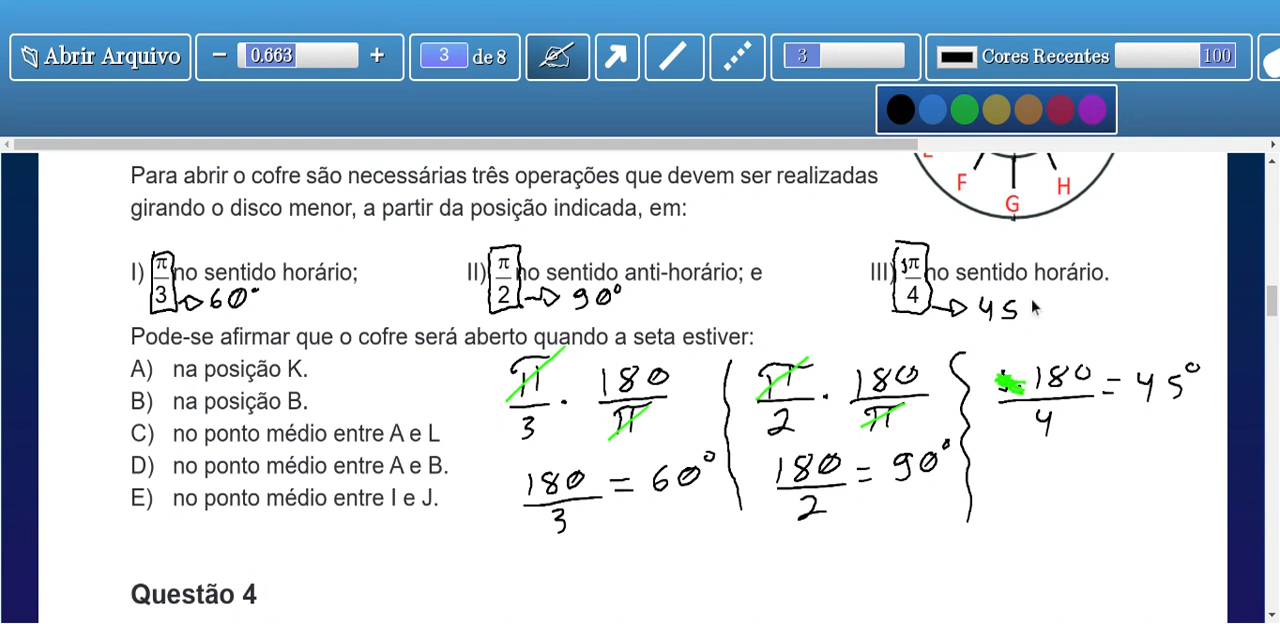 Abrir Arquivo − 0.663 + 3 de 8 3 Cores Recentes 100
Para abrir o cofre são necessárias três operações que devem ser realizadas
girando o disco menor, a partir da posição indicada, em:
F G H
I) π/3 no sentido horário; II) π/2 no sentido anti-horário; e III) π/4 no sentido horário.
→ 60° → 90° → 45
Pode-se afirmar que o cofre será aberto quando a seta estiver:
A) na posição K.
B) na posição B.
C) no ponto médio entre A e L
D) no ponto médio entre A e B.
E) no ponto médio entre I e J.
π/3 · 180/π π/2 · 180/π 180/4 = 45°
180/3 = 60° 180/2 = 90°
Questão 4